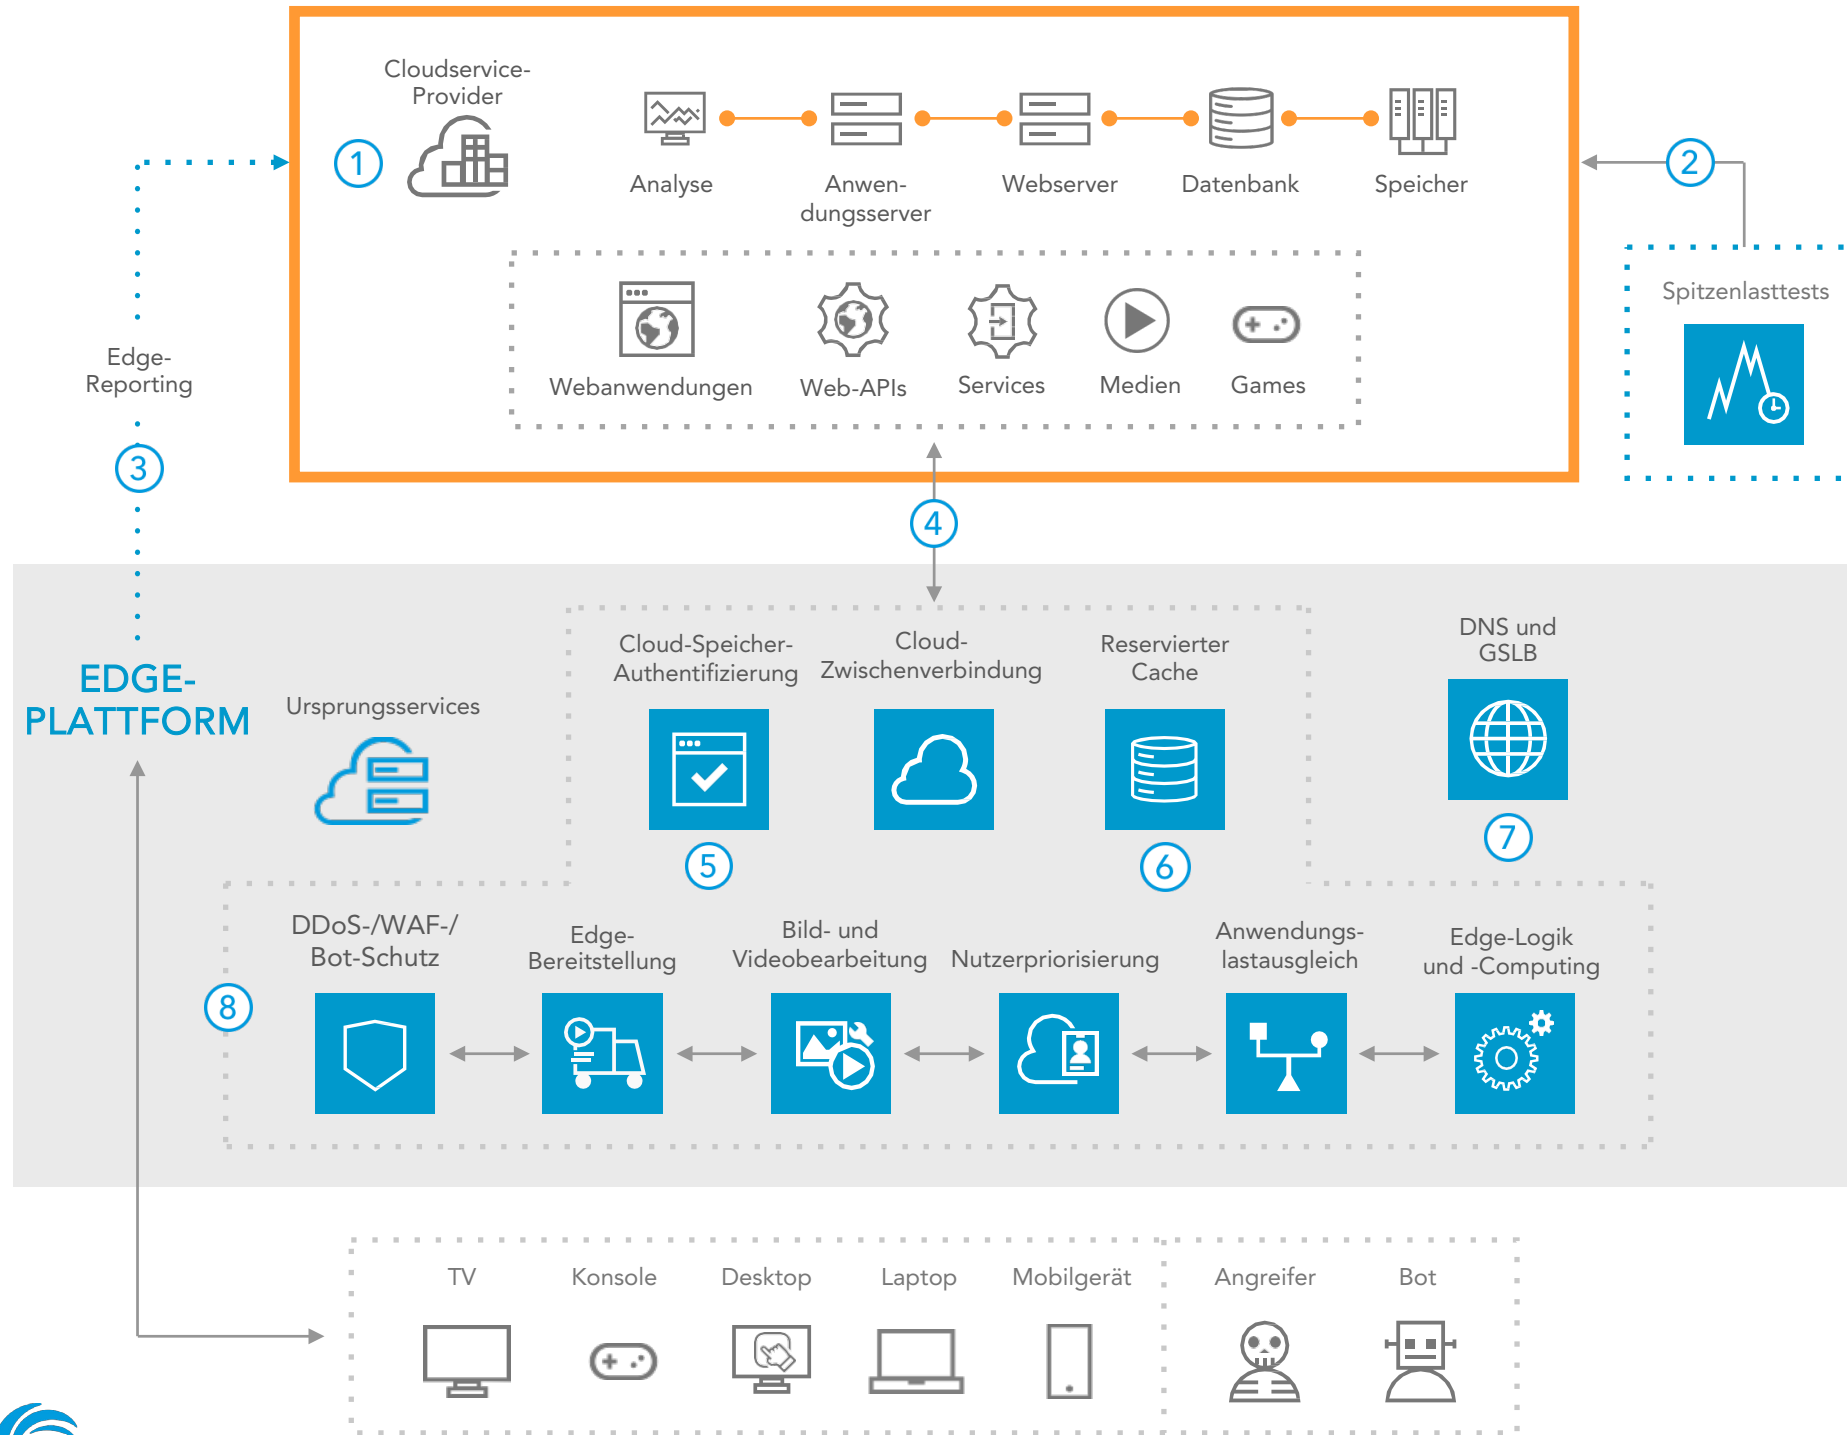 Cloudservice-
Provider
1
Analyse
Anwen-
dungsserver
Webserver
Datenbank
Speicher
2
Spitzenlasttests
Webanwendungen
Web-APIs
Services
Medien
Games
Edge-
Reporting
3
4
EDGE-
PLATTFORM
Ursprungsservices
Cloud-Speicher-
Authentifizierung
Cloud-
Zwischenverbindung
Reservierter
Cache
DNS und
GSLB
5
6
7
8
DDoS-/WAF-/
Bot-Schutz
Edge-
Bereitstellung
Bild- und
Videobearbeitung
Nutzerpriorisierung
Anwendungs-
lastausgleich
Edge-Logik
und -Computing
TV
Konsole
Desktop
Laptop
Mobilgerät
Angreifer
Bot